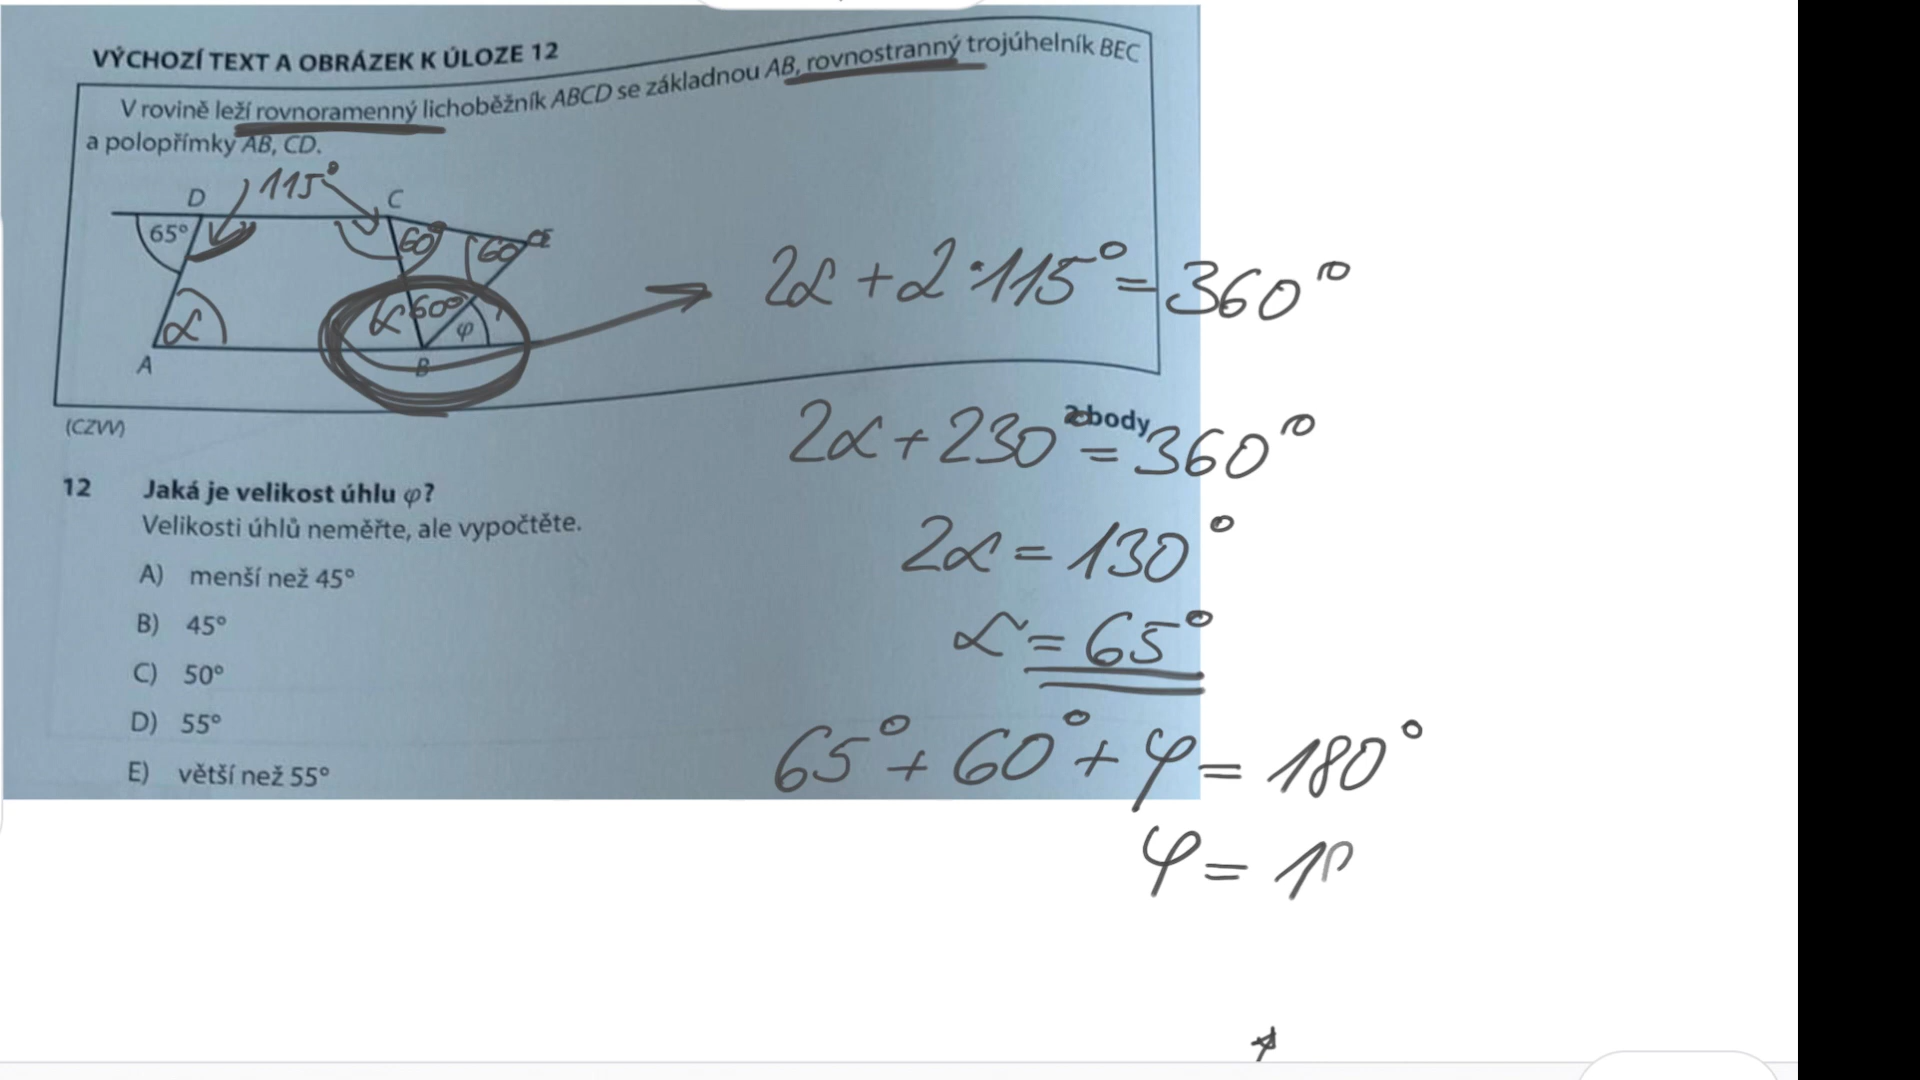 VÝCHOZÍ TEXT A OBRÁZEK K ÚLOZE 12
V rovině leží rovnoramenný lichoběžník ABCD se základnou AB, rovnostranný trojúhelník BEC
a polopřímky AB, CD.
115°
D
C
65°
60°
60
E
α
α
60°
φ
A
B
2α + 2·115° = 360°
(CZVV)
2 body
2α + 230 = 360°
12 Jaká je velikost úhlu φ?
Velikosti úhlů neměřte, ale vypočtěte.
2α = 130°
A) menší než 45°
B) 45°
α = 65°
C) 50°
D) 55°
65° + 60° + φ = 180°
E) větší než 55°
φ = 1